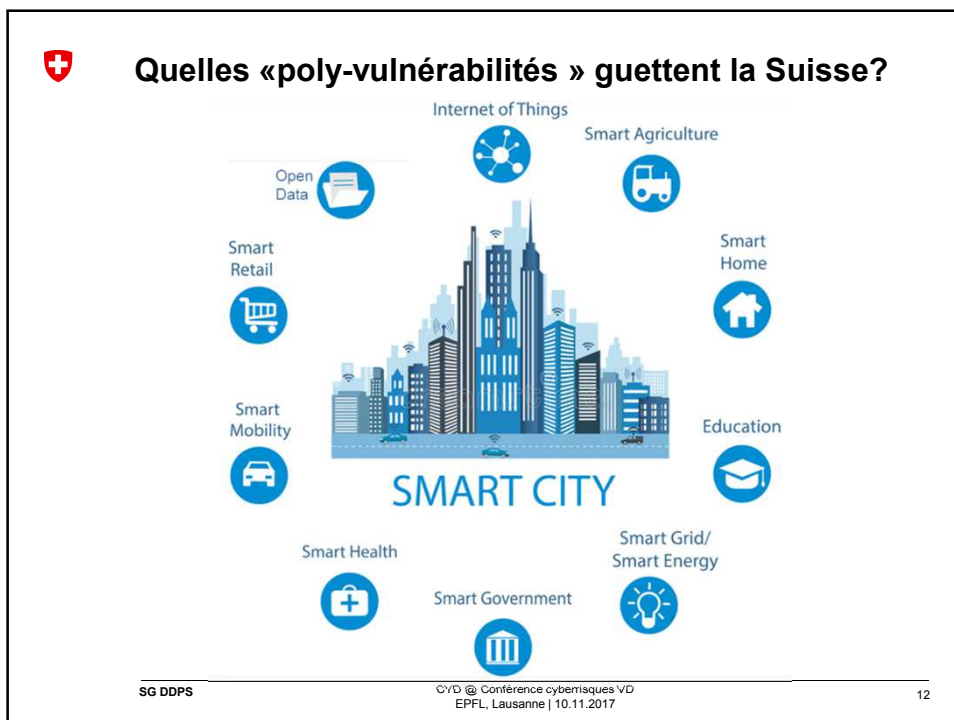 Quelles «poly-vulnérabilités » guettent la Suisse?
Internet of Things
Smart Agriculture
Open
Data
Smart
Retail
Smart
Home
Smart
Mobility
Education
SMART CITY
Smart Health
Smart Grid/
Smart Energy
Smart Government
SG DDPS
CYD @ Conférence cyberrisques VD
EPFL, Lausanne | 10.11.2017
12